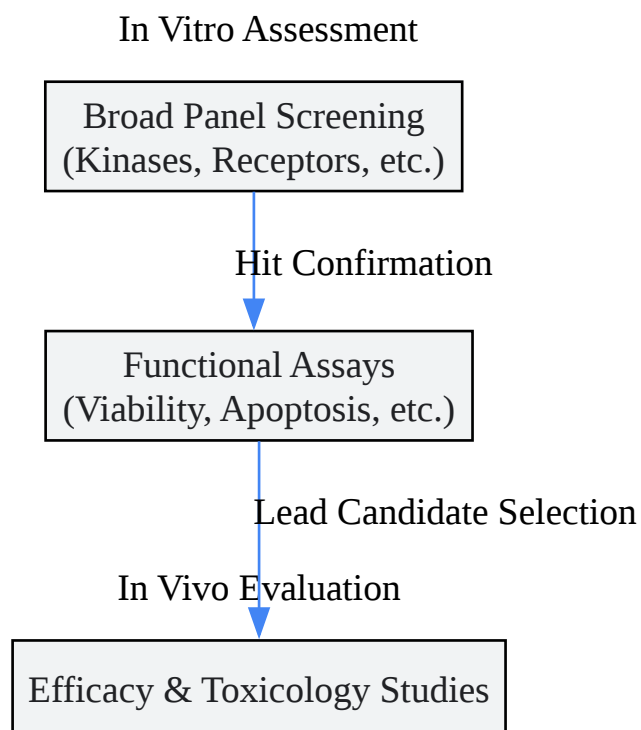 In Vitro Assessment
Broad Panel Screening
(Kinases, Receptors, etc.)
Hit Confirmation
Functional Assays
(Viability, Apoptosis, etc.)
Lead Candidate Selection
In Vivo Evaluation
Efficacy & Toxicology Studies